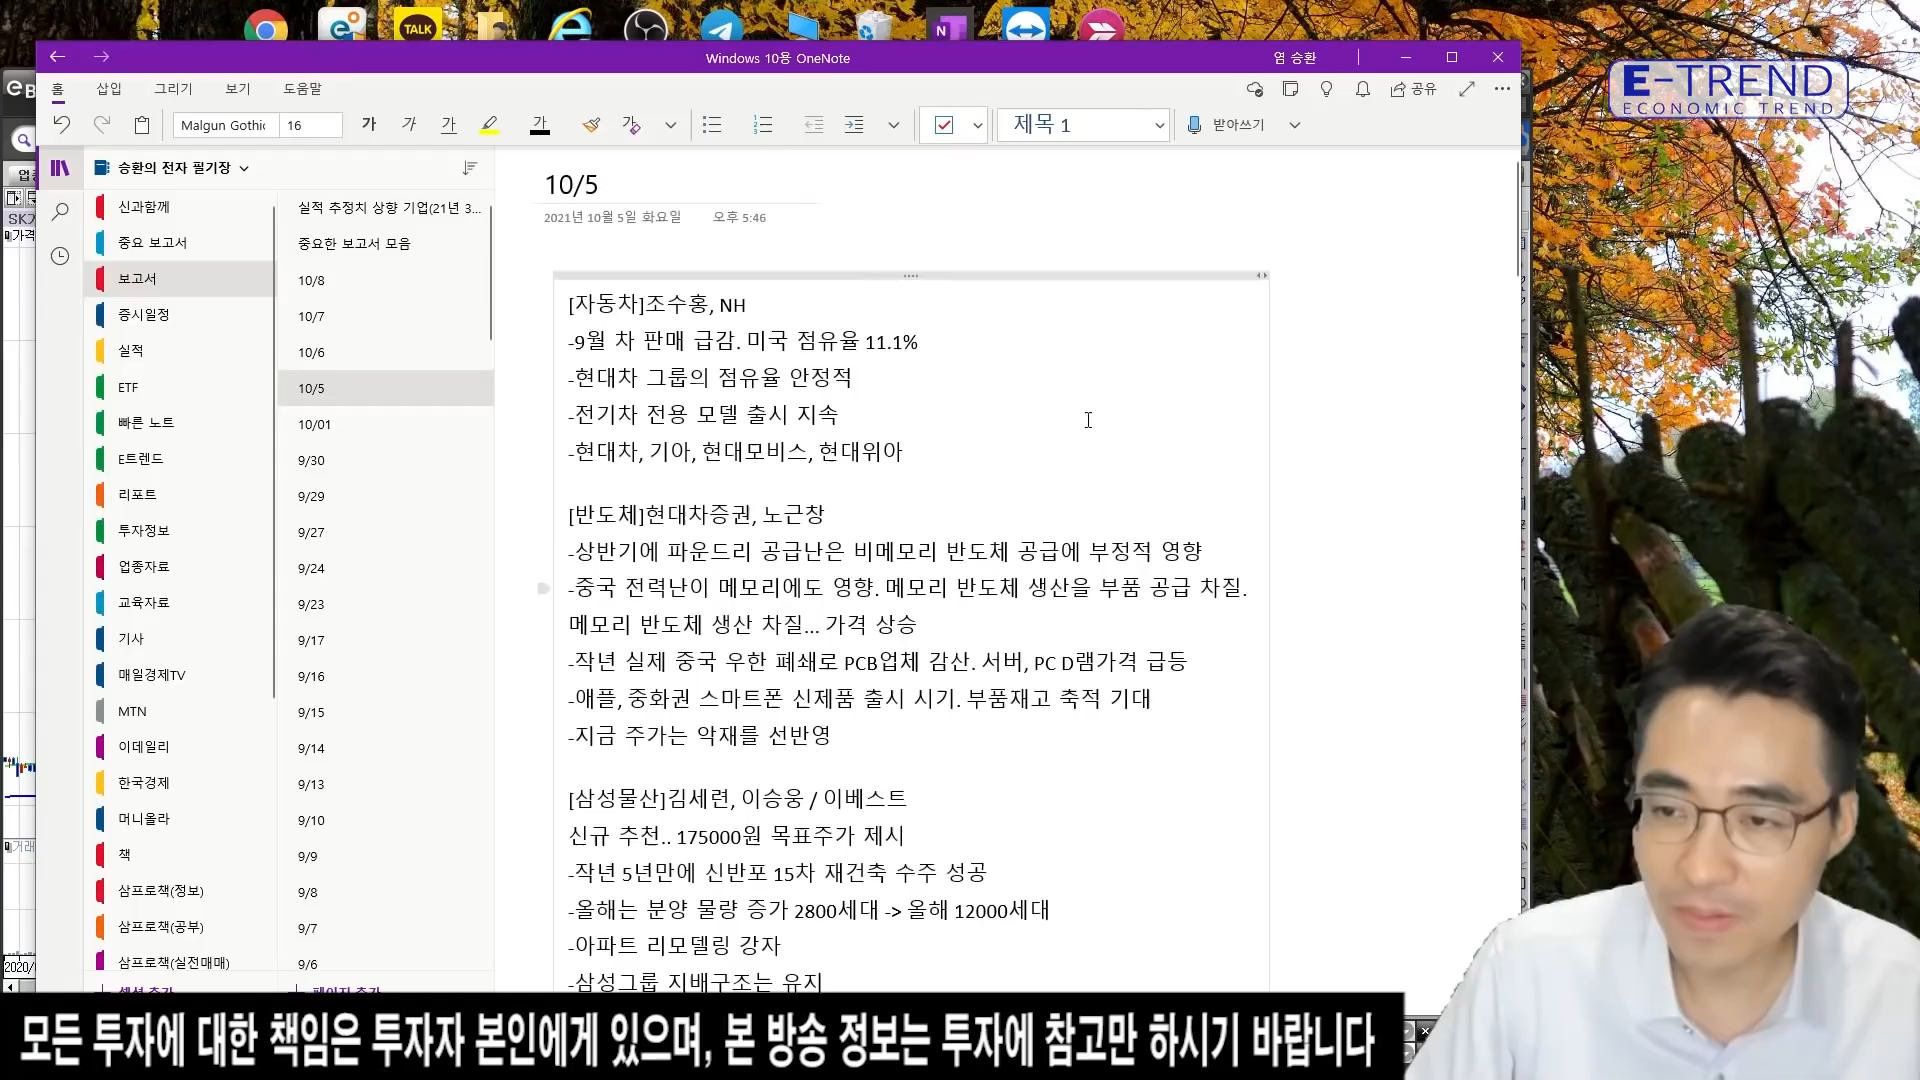 TALK
N
Windows 10용 OneNote
염 승환
E-TREND
ECONOMIC TREND
홈
삽입
그리기
보기
도움말
공유
Malgun Gothic
16
가
가
가
가
제목 1
받아쓰기
승환의 전자 필기장
신과함께
중요 보고서
보고서
증시일정
실적
ETF
빠른 노트
E트렌드
리포트
투자정보
업종자료
교육자료
기사
매일경제TV
MTN
이데일리
한국경제
머니올라
책
삼프로책(정보)
삼프로책(공부)
삼프로책(실전매매)
실적 추정치 상향 기업(21년 3...
중요한 보고서 모음
10/8
10/7
10/6
10/5
10/01
9/30
9/29
9/27
9/24
9/23
9/17
9/16
9/15
9/14
9/13
9/10
9/9
9/8
9/7
9/6
10/5
2021년 10월 5일 화요일
오후 5:46
[자동차]조수홍, NH
-9월 차 판매 급감. 미국 점유율 11.1%
-현대차 그룹의 점유율 안정적
-전기차 전용 모델 출시 지속
-현대차, 기아, 현대모비스, 현대위아
[반도체]현대차증권, 노근창
-상반기에 파운드리 공급난은 비메모리 반도체 공급에 부정적 영향
-중국 전력난이 메모리에도 영향. 메모리 반도체 생산을 부품 공급 차질.
메모리 반도체 생산 차질... 가격 상승
-작년 실제 중국 우한 폐쇄로 PCB업체 감산. 서버, PC D램가격 급등
-애플, 중화권 스마트폰 신제품 출시 시기. 부품재고 축적 기대
-지금 주가는 악재를 선반영
[삼성물산]김세련, 이승웅 / 이베스트
신규 추천.. 175000원 목표주가 제시
-작년 5년만에 신반포 15차 재건축 수주 성공
-올해는 분양 물량 증가 2800세대 -> 올해 12000세대
-아파트 리모델링 강자
-삼성그룹 지배구조는 유지
모든 투자에 대한 책임은 투자자 본인에게 있으며, 본 방송 정보는 투자에 참고만 하시기 바랍니다